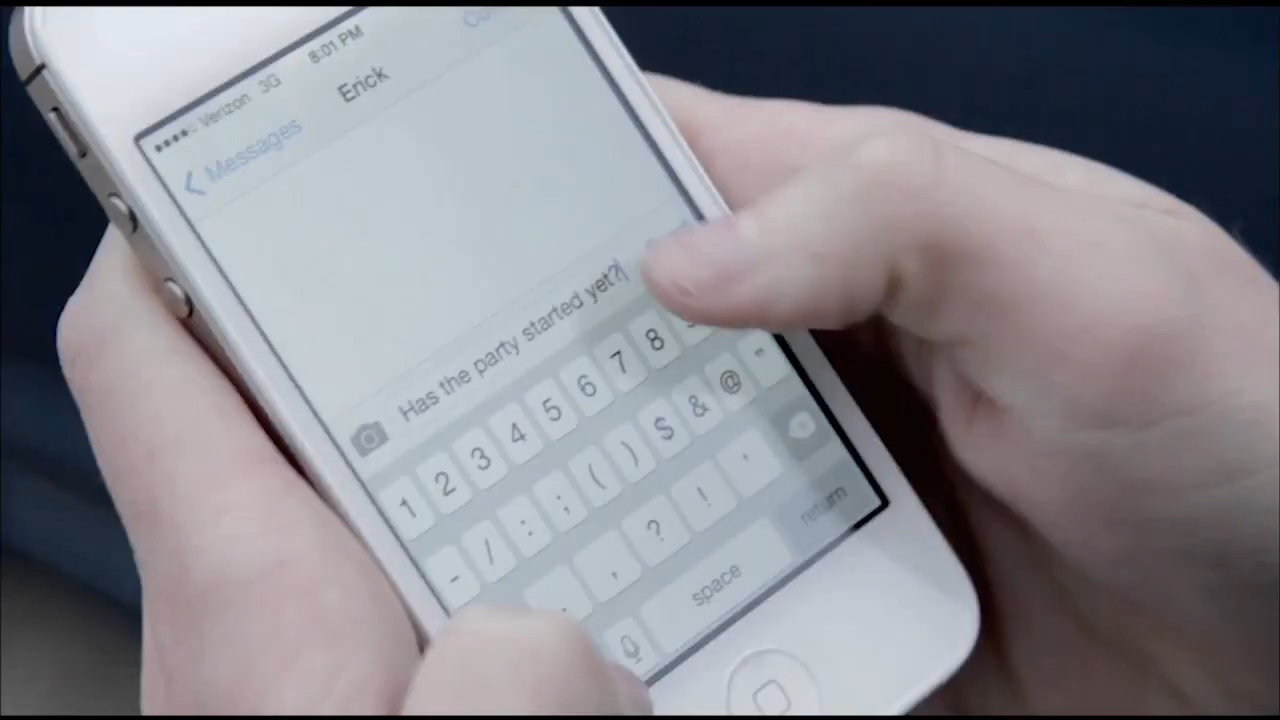 Verizon 3G 8:01 PM
Messages Erick
Has the party started yet?
1 2 3 4 5 6 7 8
- / : ; ( ) $ & @ "
. , ? ! '
space return